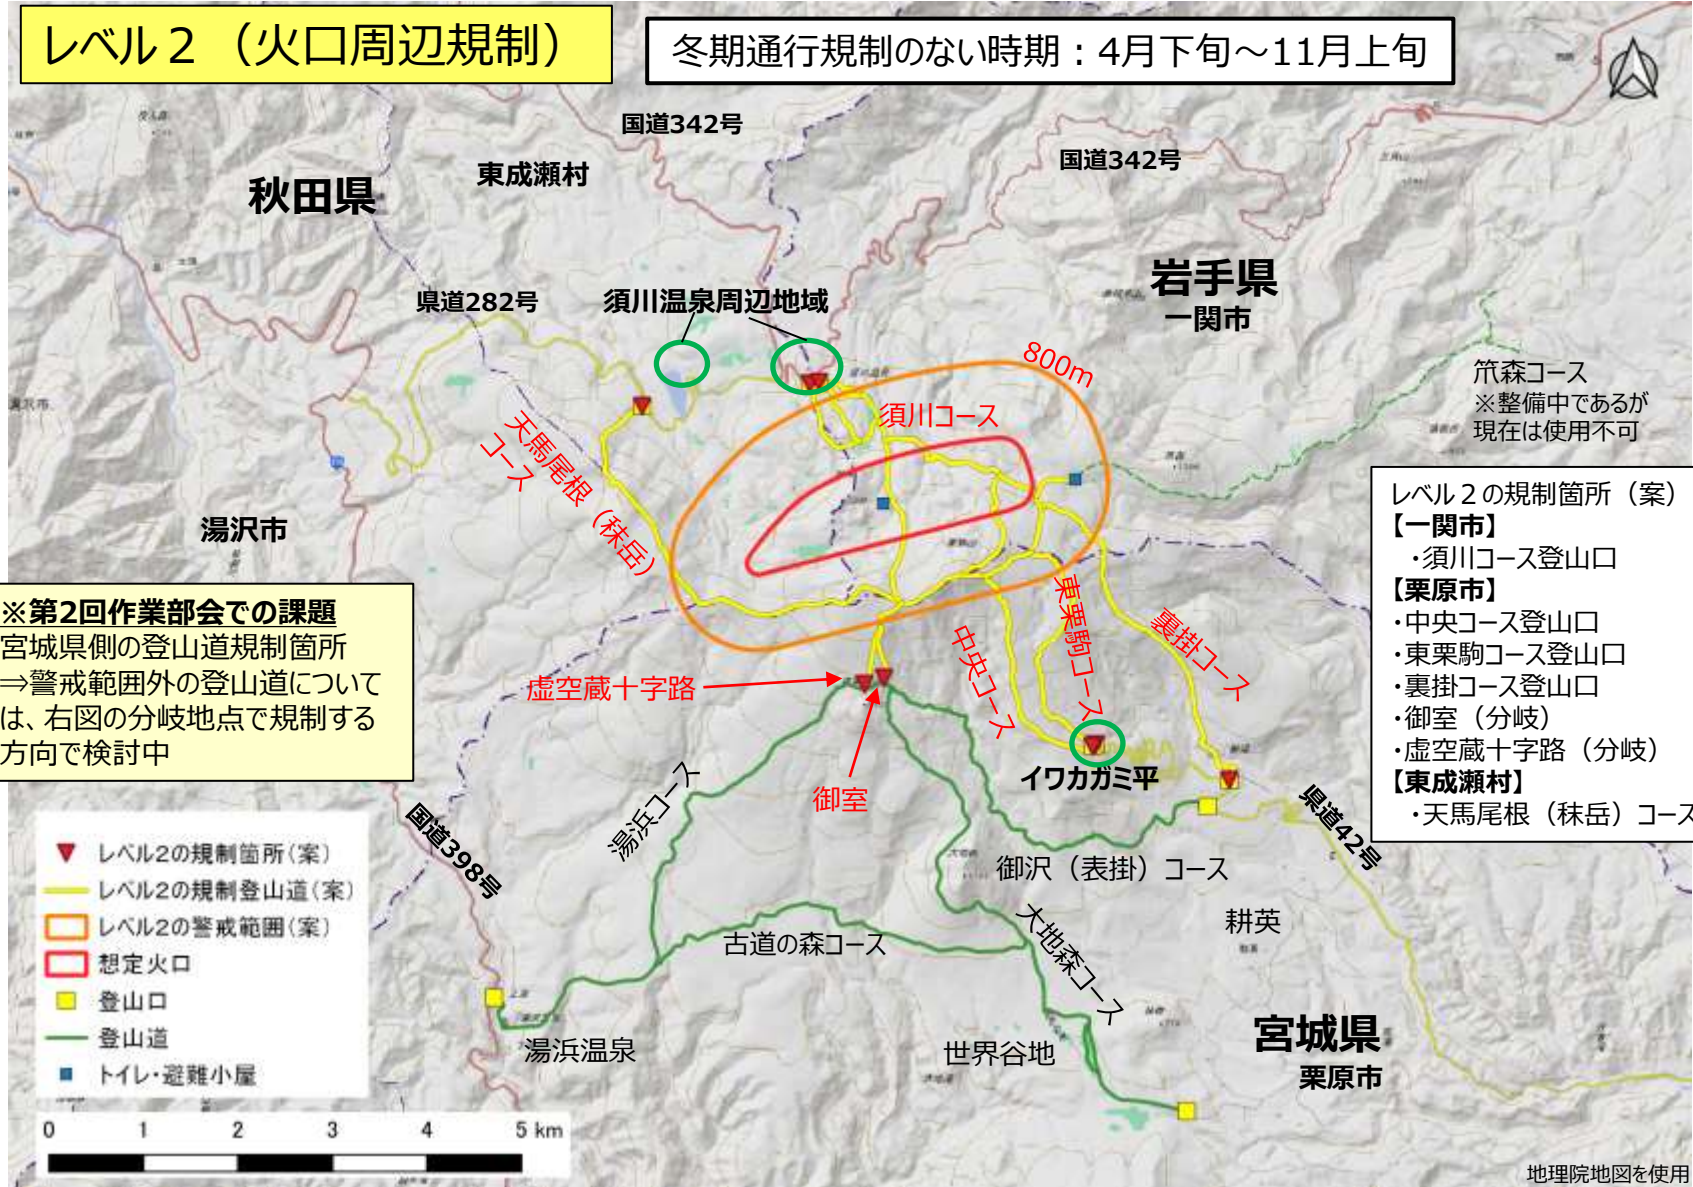 レベル２（火口周辺規制）
冬期通行規制のない時期：4月下旬～11月上旬
国道342号
国道342号
東成瀬村
秋田県
岩手県
一関市
県道282号
須川温泉周辺地域
800m
笊森コース
※整備中であるが
現在は使用不可
須川コース
天馬尾根（秣岳）
コース
湯沢市
レベル２の規制箇所（案）
【一関市】
・須川コース登山口
【栗原市】
・中央コース登山口
・東栗駒コース登山口
・裏掛コース登山口
・御室（分岐）
・虚空蔵十字路（分岐）
【東成瀬村】
・天馬尾根（秣岳）コース
※第2回作業部会での課題
宮城県側の登山道規制箇所
⇒警戒範囲外の登山道について
は、右図の分岐地点で規制する
方向で検討中
東栗駒コース
裏掛コース
中央コース
虚空蔵十字路
御室
イワカガミ平
湯浜コース
国道398号
県道42号
御沢（表掛）コース
大地森コース
耕英
古道の森コース
湯浜温泉
世界谷地
宮城県
栗原市
レベル2の規制箇所（案）
レベル2の規制登山道（案）
レベル2の警戒範囲（案）
想定火口
登山口
登山道
トイレ・避難小屋
0 1 2 3 4 5 km
地理院地図を使用